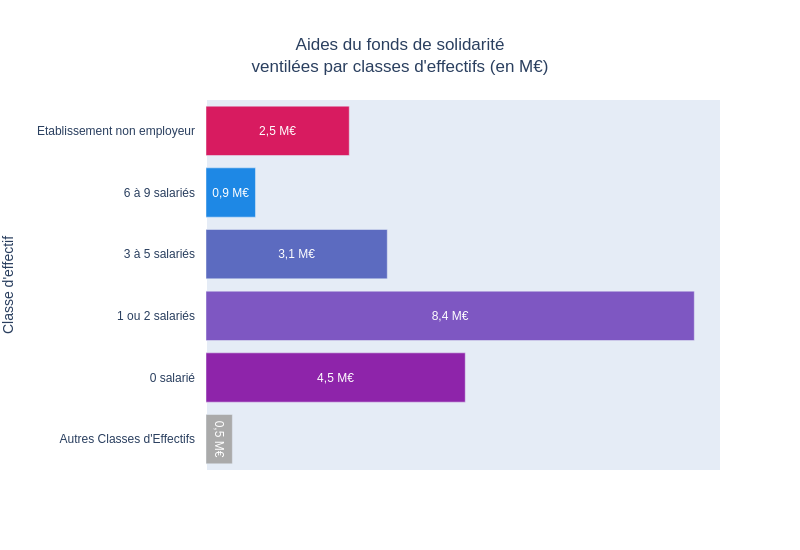 Aides du fonds de solidarité
ventilées par classes d'effectifs (en M€)
Classe d'effectif
Etablissement non employeur
2,5 M€
6 à 9 salariés
0,9 M€
3 à 5 salariés
3,1 M€
1 ou 2 salariés
8,4 M€
0 salarié
4,5 M€
Autres Classes d'Effectifs
0,5 M€